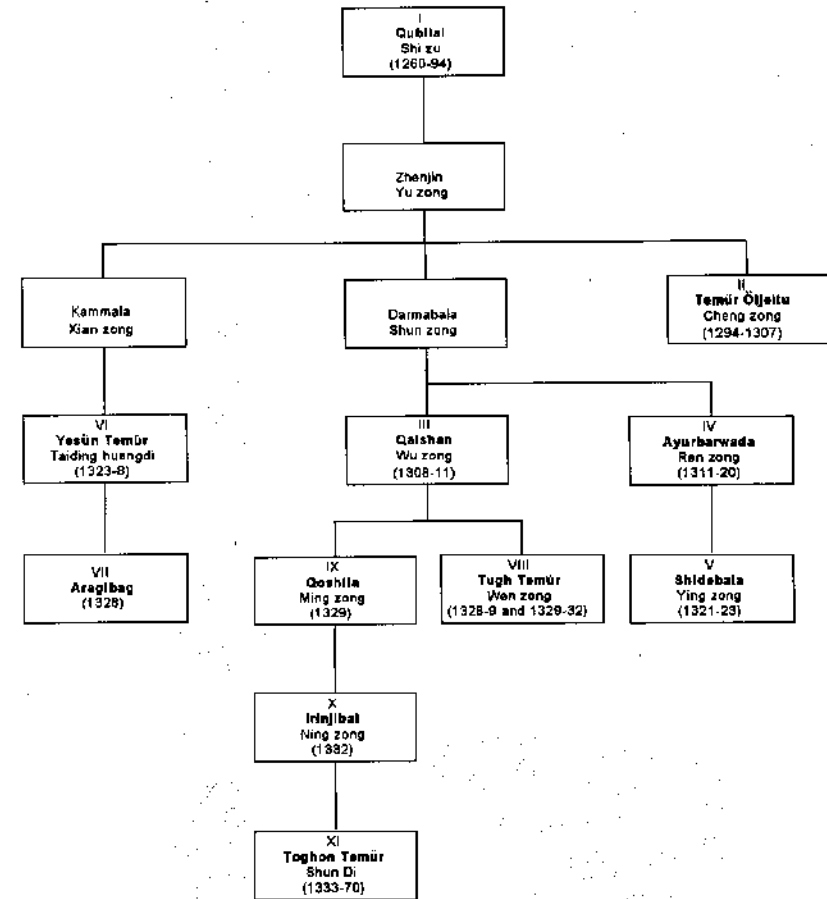 I
Qubilai
Shi zu
(1260-94)
Zhenjin
Yu zong
Kammala
Xian zong
Darmabala
Shun zong
II
Temür Öljeitu
Cheng zong
(1294-1307)
VI
Yesün Temür
Taiding huangdi
(1323-8)
III
Qaishan
Wu zong
(1308-11)
IV
Ayurbarwada
Ren zong
(1311-20)
VII
Aragibag
(1328)
IX
Qoshila
Ming zong
(1329)
VIII
Tugh Temür
Wen zong
(1328-9 and 1329-32)
V
Shidebala
Ying zong
(1321-23)
X
Irinjibal
Ning zong
(1332)
XI
Toghon Temür
Shun Di
(1333-70)